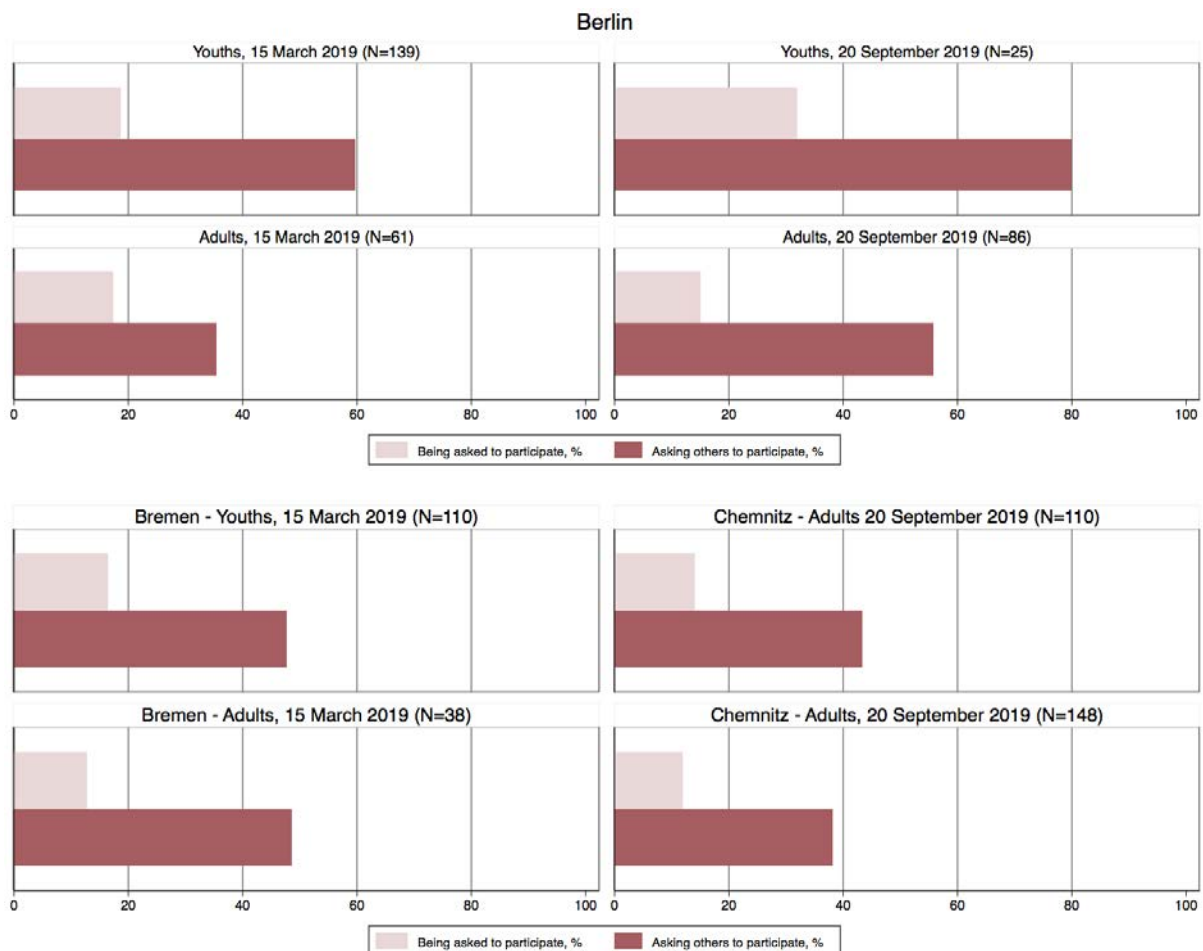 Berlin
Youths, 15 March 2019 (N=139)
Youths, 20 September 2019 (N=25)
Adults, 15 March 2019 (N=61)
Adults, 20 September 2019 (N=86)
0 20 40 60 80 100
0 20 40 60 80 100
Being asked to participate, % Asking others to participate, %
Bremen - Youths, 15 March 2019 (N=110)
Chemnitz - Adults 20 September 2019 (N=110)
Bremen - Adults, 15 March 2019 (N=38)
Chemnitz - Adults, 20 September 2019 (N=148)
0 20 40 60 80 100
0 20 40 60 80 100
Being asked to participate, % Asking others to participate, %